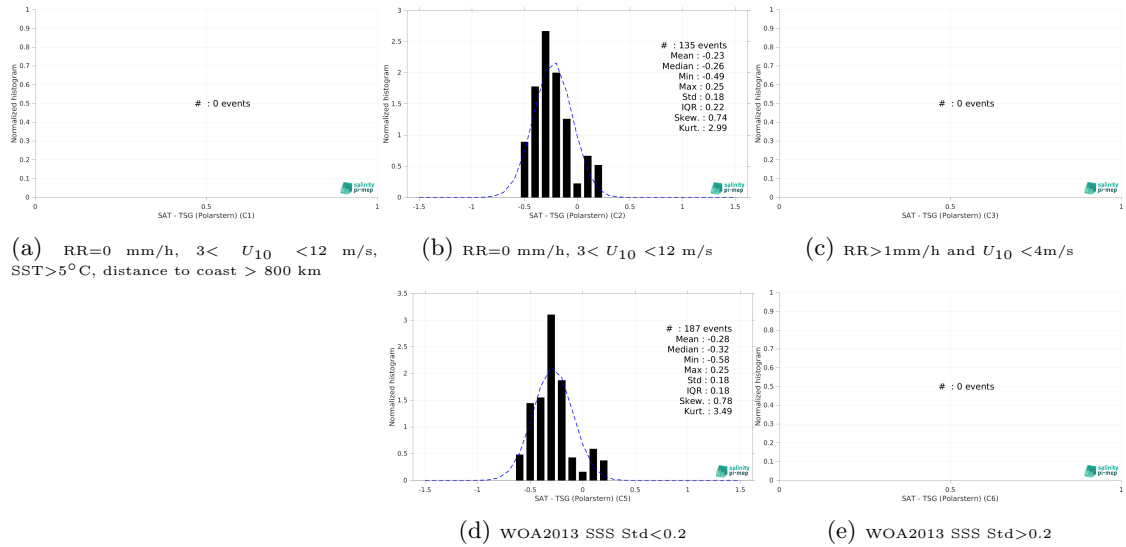 1
0.9
0.8
0.7
0.6
0.5
0.4
0.3
0.2
0.1
0
Normalized histogram
# : 0 events
salinity
pi-mep
0 0.5 1
SAT - TSG (Polarstern) (C1)
(a) RR=0 mm/h, 3< U10 <12 m/s,
SST>5°C, distance to coast > 800 km
3
2.5
2
1.5
1
0.5
0
Normalized histogram
# : 135 events
Mean : -0.23
Median : -0.26
Min : -0.49
Max : 0.25
Std : 0.18
IQR : 0.22
Skew. : 0.74
Kurt. : 2.99
salinity
pi-mep
-1.5 -1 -0.5 0 0.5 1 1.5
SAT - TSG (Polarstern) (C2)
(b) RR=0 mm/h, 3< U10 <12 m/s
1
0.9
0.8
0.7
0.6
0.5
0.4
0.3
0.2
0.1
0
Normalized histogram
# : 0 events
salinity
pi-mep
0 0.5 1
SAT - TSG (Polarstern) (C3)
(c) RR>1mm/h and U10 <4m/s
3.5
3
2.5
2
1.5
1
0.5
0
Normalized histogram
# : 187 events
Mean : -0.28
Median : -0.32
Min : -0.58
Max : 0.25
Std : 0.18
IQR : 0.18
Skew. : 0.78
Kurt. : 3.49
salinity
pi-mep
-1.5 -1 -0.5 0 0.5 1 1.5
SAT - TSG (Polarstern) (C5)
(d) WOA2013 SSS Std<0.2
1
0.9
0.8
0.7
0.6
0.5
0.4
0.3
0.2
0.1
0
Normalized histogram
# : 0 events
salinity
pi-mep
0 0.5 1
SAT - TSG (Polarstern) (C6)
(e) WOA2013 SSS Std>0.2